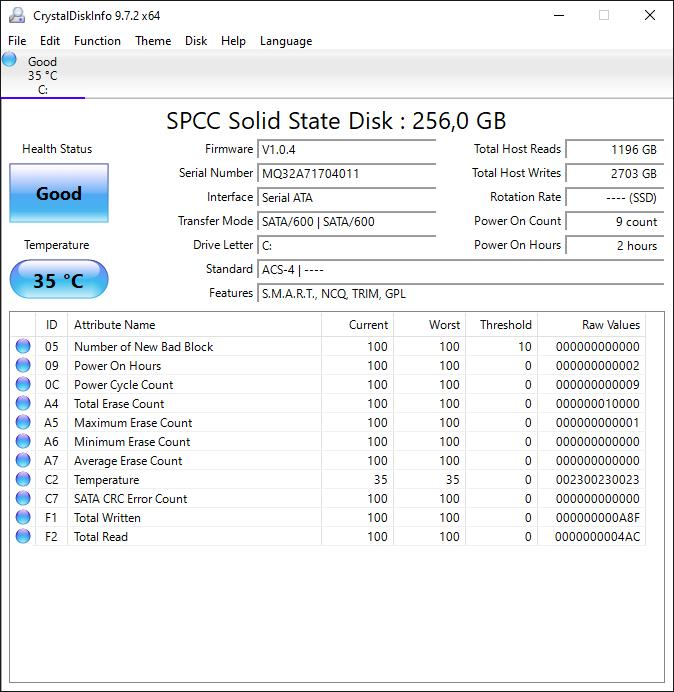 CrystalDiskInfo 9.7.2 x64
File Edit Function Theme Disk Help Language
Good
35 °C
C:
SPCC Solid State Disk : 256,0 GB
Health Status
Good
Temperature
35 °C
Firmware V1.0.4
Serial Number MQ32A71704011
Interface Serial ATA
Transfer Mode SATA/600 | SATA/600
Drive Letter C:
Standard ACS-4 | ----
Features S.M.A.R.T., NCQ, TRIM, GPL
Total Host Reads 1196 GB
Total Host Writes 2703 GB
Rotation Rate ---- (SSD)
Power On Count 9 count
Power On Hours 2 hours
ID Attribute Name Current Worst Threshold Raw Values
05 Number of New Bad Block 100 100 10 000000000000
09 Power On Hours 100 100 0 000000000002
0C Power Cycle Count 100 100 0 000000000009
A4 Total Erase Count 100 100 0 000000010000
A5 Maximum Erase Count 100 100 0 000000000001
A6 Minimum Erase Count 100 100 0 000000000000
A7 Average Erase Count 100 100 0 000000000000
C2 Temperature 35 35 0 002300230023
C7 SATA CRC Error Count 100 100 0 000000000000
F1 Total Written 100 100 0 000000000A8F
F2 Total Read 100 100 0 0000000004AC